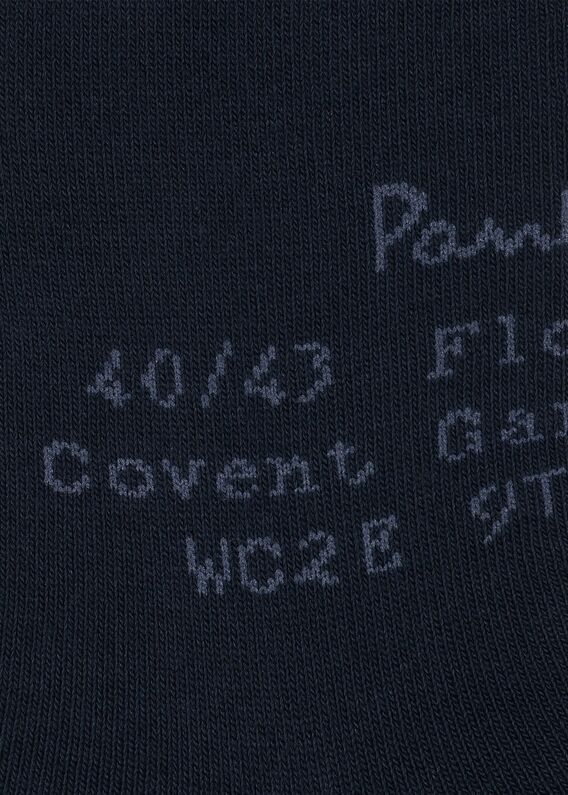 Paul
40/43 Flo
Covent Gar
WC2E 9T